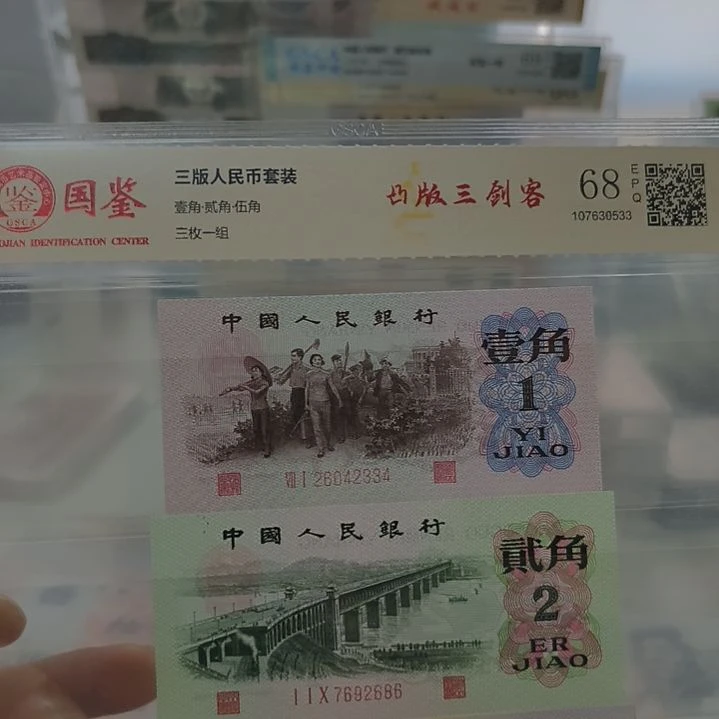 GSCA
鉴
GSCA
国鉴
IDENTIFICATION CENTER
三版人民币套装
壹角·贰角·伍角
三枚一组
凸版三剑客
68
EPQ
107630533
中國人民銀行
壹角
1
YI
JIAO
VIII I 26042334
中國人民銀行
貳角
2
ER
JIAO
I I X 7692686